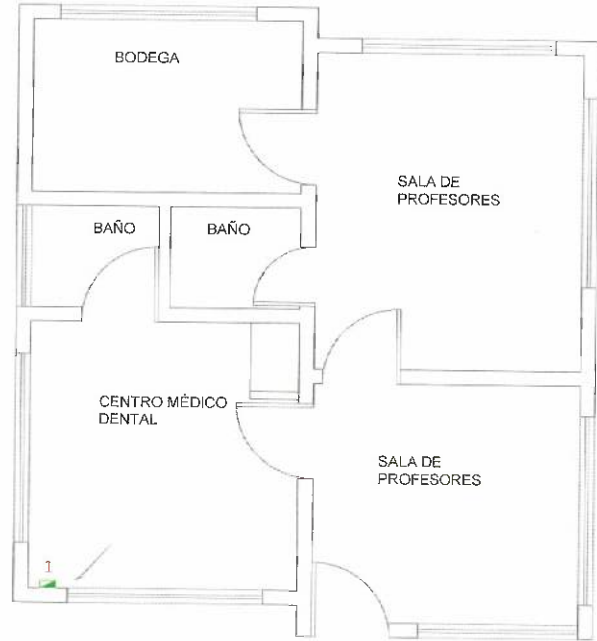 BODEGA
SALA DE
PROFESORES
BAÑO
BAÑO
CENTRO MÉDICO
DENTAL
SALA DE
PROFESORES
1